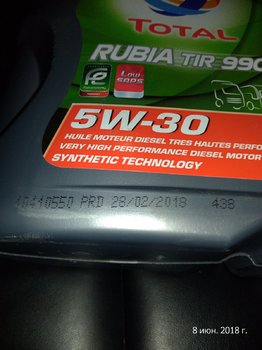 TOTAL
RUBIA TIR 990
Low
SAPS
5W-30
HUILE MOTEUR DIESEL TRES HAUTES PERFO
VERY HIGH PERFORMANCE DIESEL MOTOR
SYNTHETIC TECHNOLOGY
10410550 PRD 28/02/2018 438
8 июн. 2018 г.